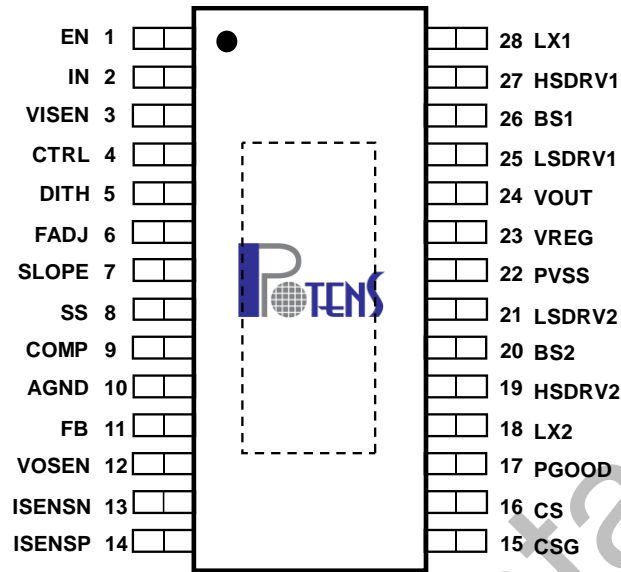 EN 1
IN 2
VISEN 3
CTRL 4
DITH 5
FADJ 6
SLOPE 7
SS 8
COMP 9
AGND 10
FB 11
VOSEN 12
ISENSN 13
ISENSP 14
POTENS
28 LX1
27 HSDRV1
26 BS1
25 LSDRV1
24 VOUT
23 VREG
22 PVSS
21 LSDRV2
20 BS2
19 HSDRV2
18 LX2
17 PGOOD
16 CS
15 CSG